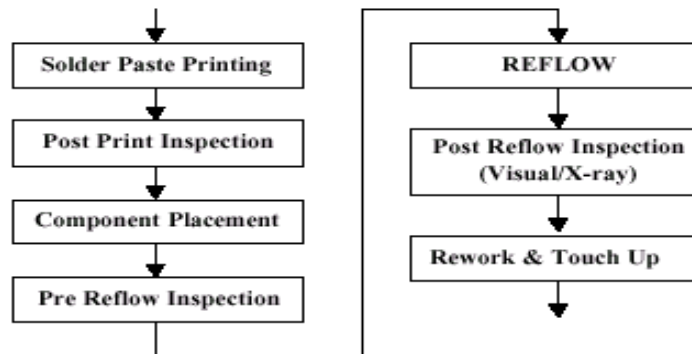 Solder Paste Printing
Post Print Inspection
Component Placement
Pre Reflow Inspection
REFLOW
Post Reflow Inspection
(Visual/X-ray)
Rework & Touch Up